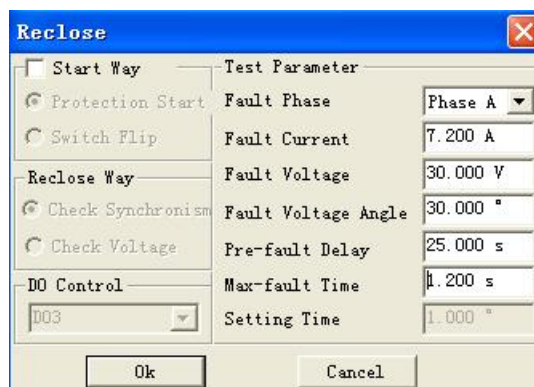 Reclose
Start Way
Protection Start
Switch Flip
Reclose Way
Check Synchronism
Check Voltage
DO Control
DO3
Test Parameter
Fault Phase Phase A
Fault Current 7.200 A
Fault Voltage 30.000 V
Fault Voltage Angle 30.000 °
Pre-fault Delay 25.000 s
Max-fault Time 1.200 s
Setting Time 1.000 °
Ok Cancel